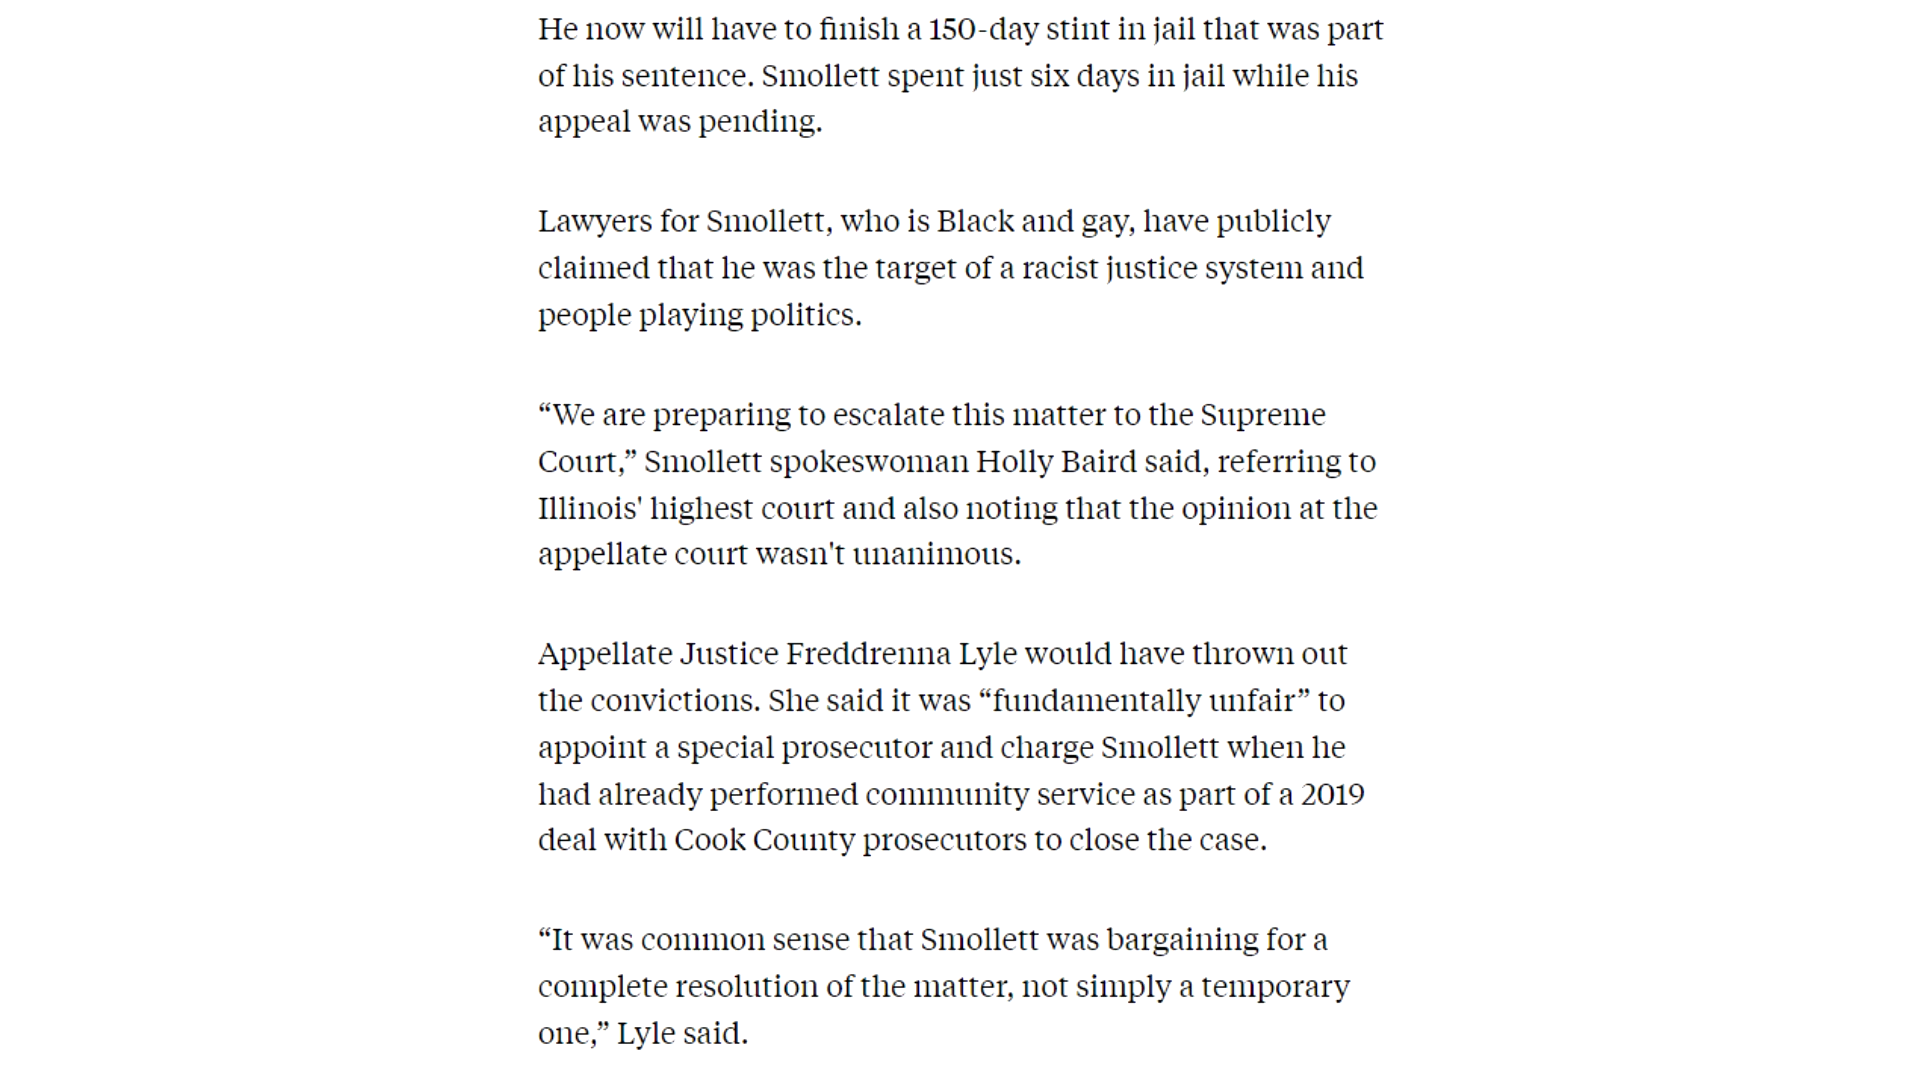 He now will have to finish a 150-day stint in jail that was part
of his sentence. Smollett spent just six days in jail while his
appeal was pending.
Lawyers for Smollett, who is Black and gay, have publicly
claimed that he was the target of a racist justice system and
people playing politics.
“We are preparing to escalate this matter to the Supreme
Court,” Smollett spokeswoman Holly Baird said, referring to
Illinois' highest court and also noting that the opinion at the
appellate court wasn't unanimous.
Appellate Justice Freddrenna Lyle would have thrown out
the convictions. She said it was “fundamentally unfair” to
appoint a special prosecutor and charge Smollett when he
had already performed community service as part of a 2019
deal with Cook County prosecutors to close the case.
“It was common sense that Smollett was bargaining for a
complete resolution of the matter, not simply a temporary
one,” Lyle said.